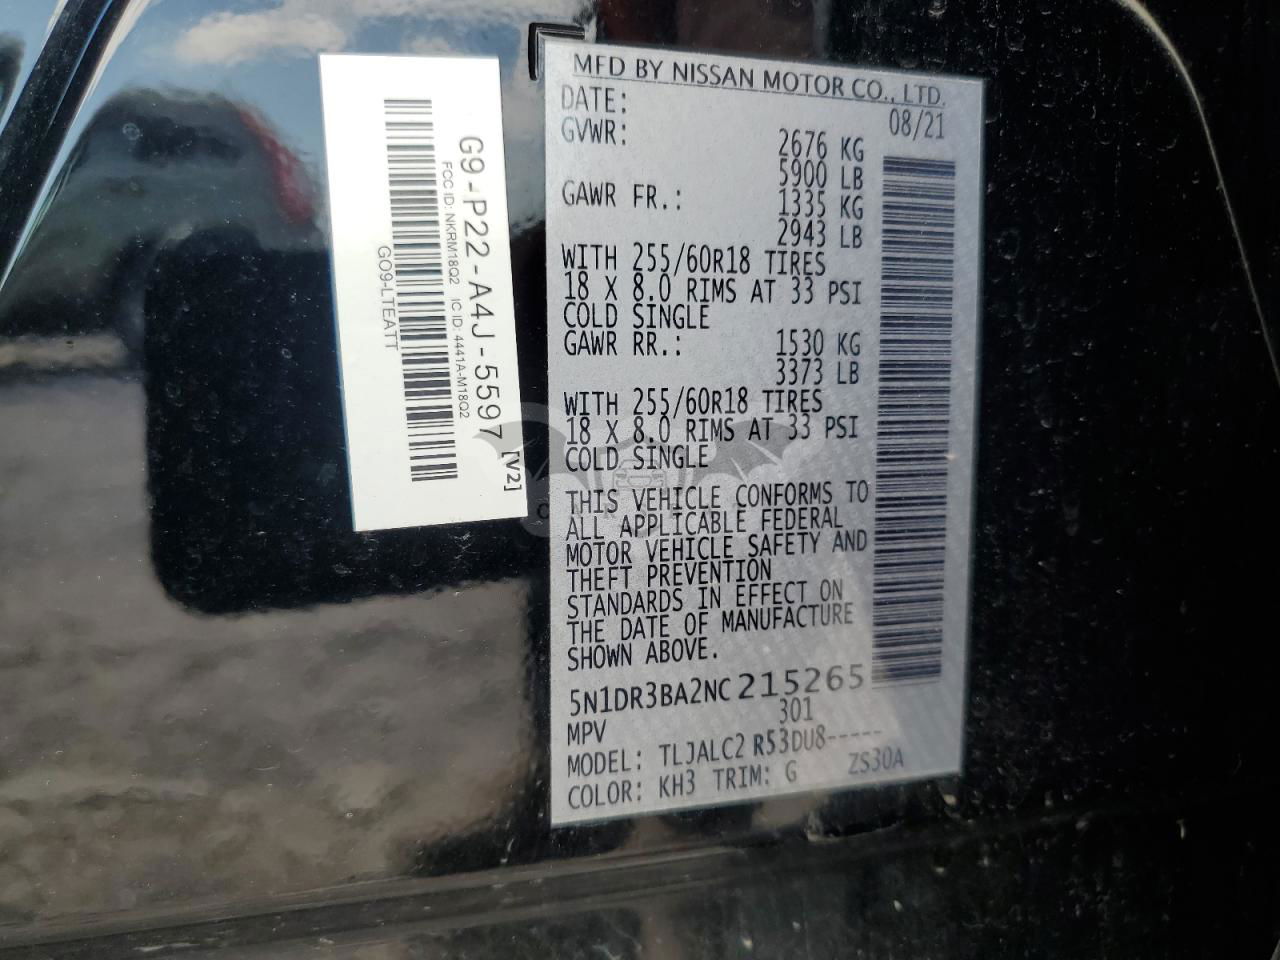 MFD BY NISSAN MOTOR CO., LTD.
DATE: 08/21
GVWR: 2676 KG
5900 LB
GAWR FR.: 1335 KG
2943 LB
WITH 255/60R18 TIRES
18 X 8.0 RIMS AT 33 PSI
COLD SINGLE
GAWR RR.: 1530 KG
3373 LB
WITH 255/60R18 TIRES
18 X 8.0 RIMS AT 33 PSI
COLD SINGLE
THIS VEHICLE CONFORMS TO
ALL APPLICABLE FEDERAL
MOTOR VEHICLE SAFETY AND
THEFT PREVENTION
STANDARDS IN EFFECT ON
THE DATE OF MANUFACTURE
SHOWN ABOVE.
5N1DR3BA2NC215265
MPV 301
MODEL: TLJALC2 R53DU8-----
COLOR: KH3 TRIM: G ZS30A
G9-P22-A4J-5597 [V2]
FCC ID: NKRM18Q2 IC ID: 4441A-M18Q2
GO9-LTEATT